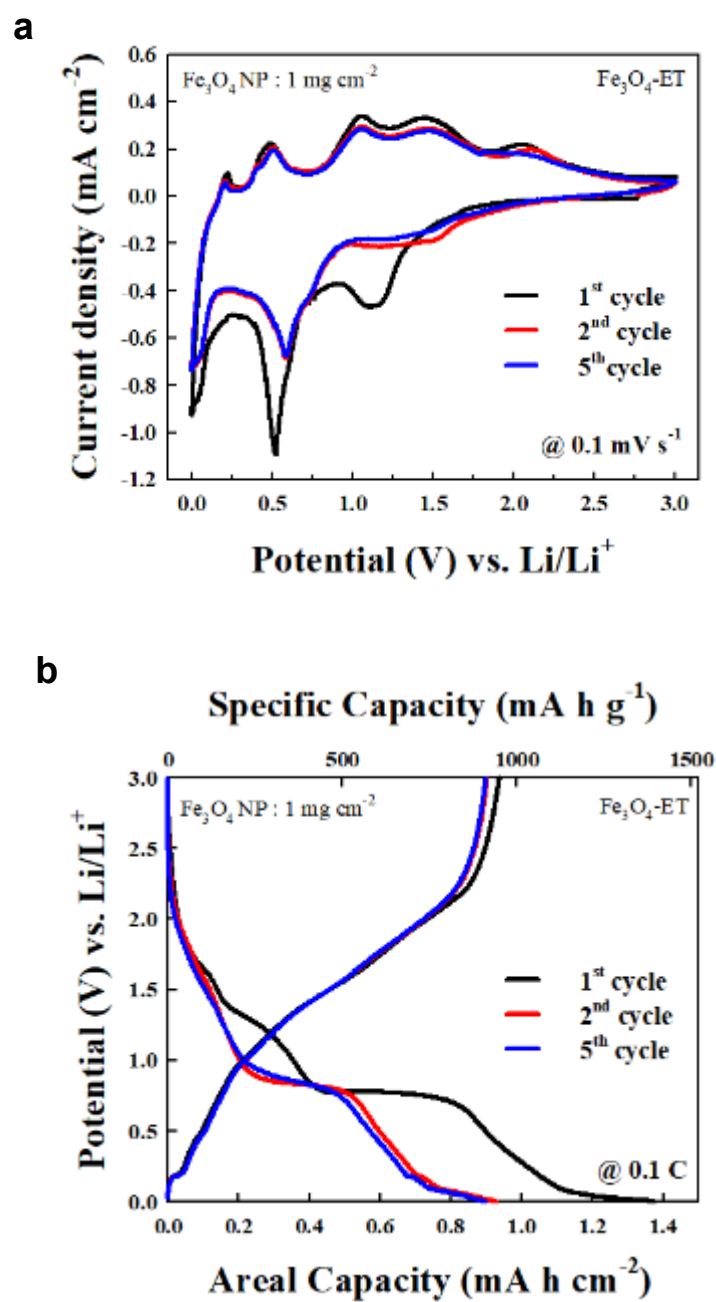 a
Fe₃O₄ NP : 1 mg cm⁻²
Fe₃O₄-ET
Current density (mA cm⁻²)
0.6
0.4
0.2
0.0
-0.2
-0.4
-0.6
-0.8
-1.0
-1.2
1ˢᵗ cycle
2ⁿᵈ cycle
5ᵗʰ cycle
@ 0.1 mV s⁻¹
0.0 0.5 1.0 1.5 2.0 2.5 3.0
Potential (V) vs. Li/Li⁺
b
Specific Capacity (mA h g⁻¹)
0 500 1000 1500
Fe₃O₄ NP : 1 mg cm⁻²
Fe₃O₄-ET
Potential (V) vs. Li/Li⁺
3.0
2.5
2.0
1.5
1.0
0.5
0.0
1ˢᵗ cycle
2ⁿᵈ cycle
5ᵗʰ cycle
@ 0.1 C
0.0 0.2 0.4 0.6 0.8 1.0 1.2 1.4
Areal Capacity (mA h cm⁻²)